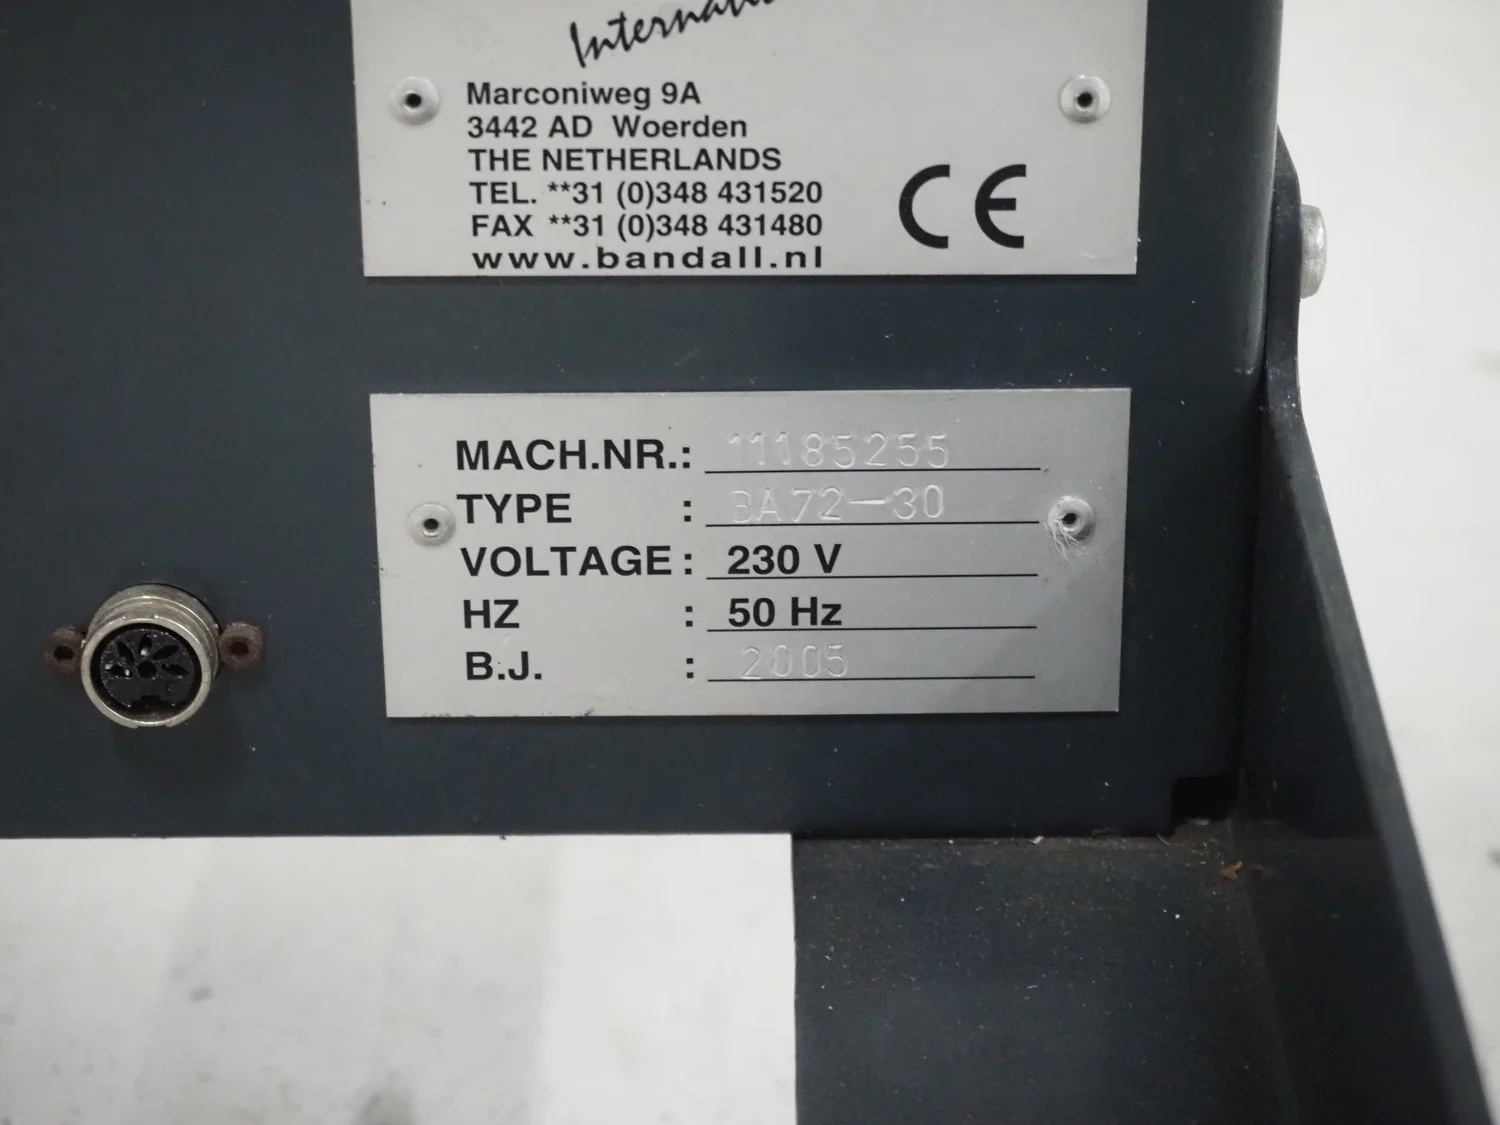 Marconiweg 9A
3442 AD Woerden
THE NETHERLANDS
TEL. **31 (0)348 431520
FAX **31 (0)348 431480
www.bandall.nl
CE
MACH.NR.: 11185255
TYPE : BA72-30
VOLTAGE: 230 V
HZ : 50 Hz
B.J. : 2005